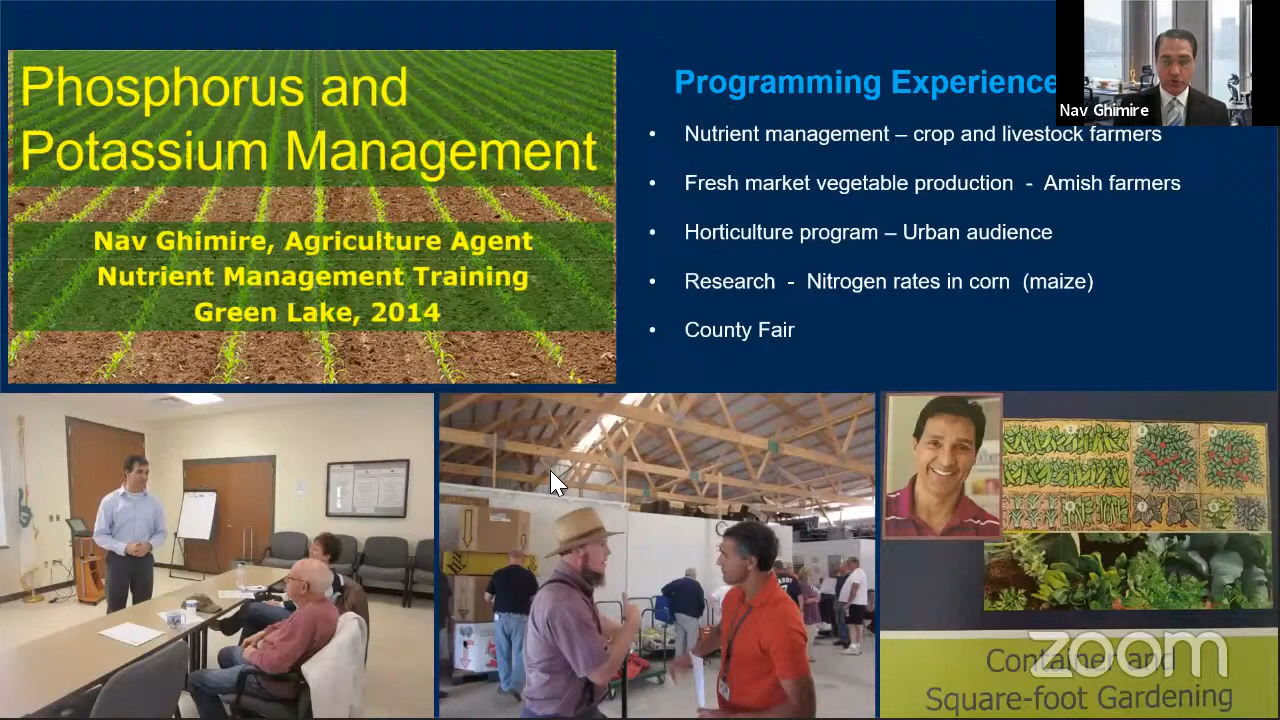 Phosphorus and
Potassium Management
Nav Ghimire, Agriculture Agent
Nutrient Management Training
Green Lake, 2014
Programming Experience
Nav Ghimire
• Nutrient management – crop and livestock farmers
• Fresh market vegetable production - Amish farmers
• Horticulture program – Urban audience
• Research - Nitrogen rates in corn (maize)
• County Fair
zoom
Container and
Square-foot Gardening